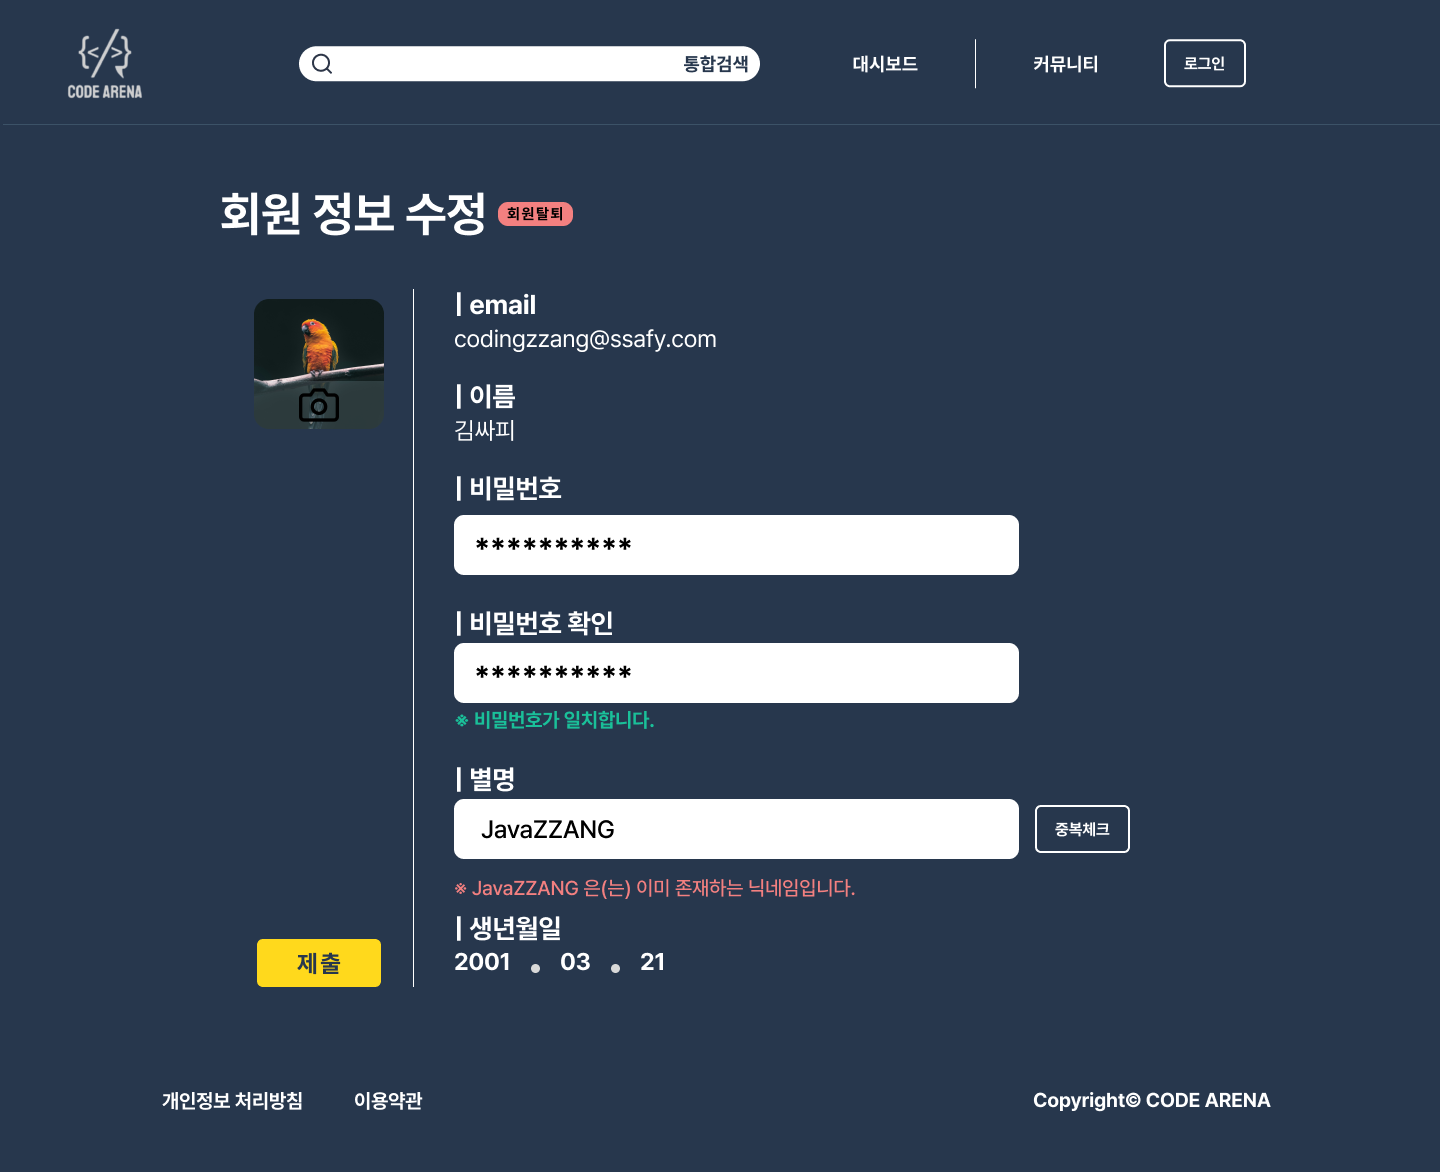 {</>}
CODE ARENA
통합검색
대시보드
커뮤니티
로그인
회원 정보 수정
회원탈퇴
| email
codingzzang@ssafy.com
| 이름
김싸피
| 비밀번호
**********
| 비밀번호 확인
**********
※ 비밀번호가 일치합니다.
| 별명
JavaZZANG
중복체크
※ JavaZZANG 은(는) 이미 존재하는 닉네임입니다.
| 생년월일
2001 . 03 . 21
제출
개인정보 처리방침
이용약관
Copyright© CODE ARENA